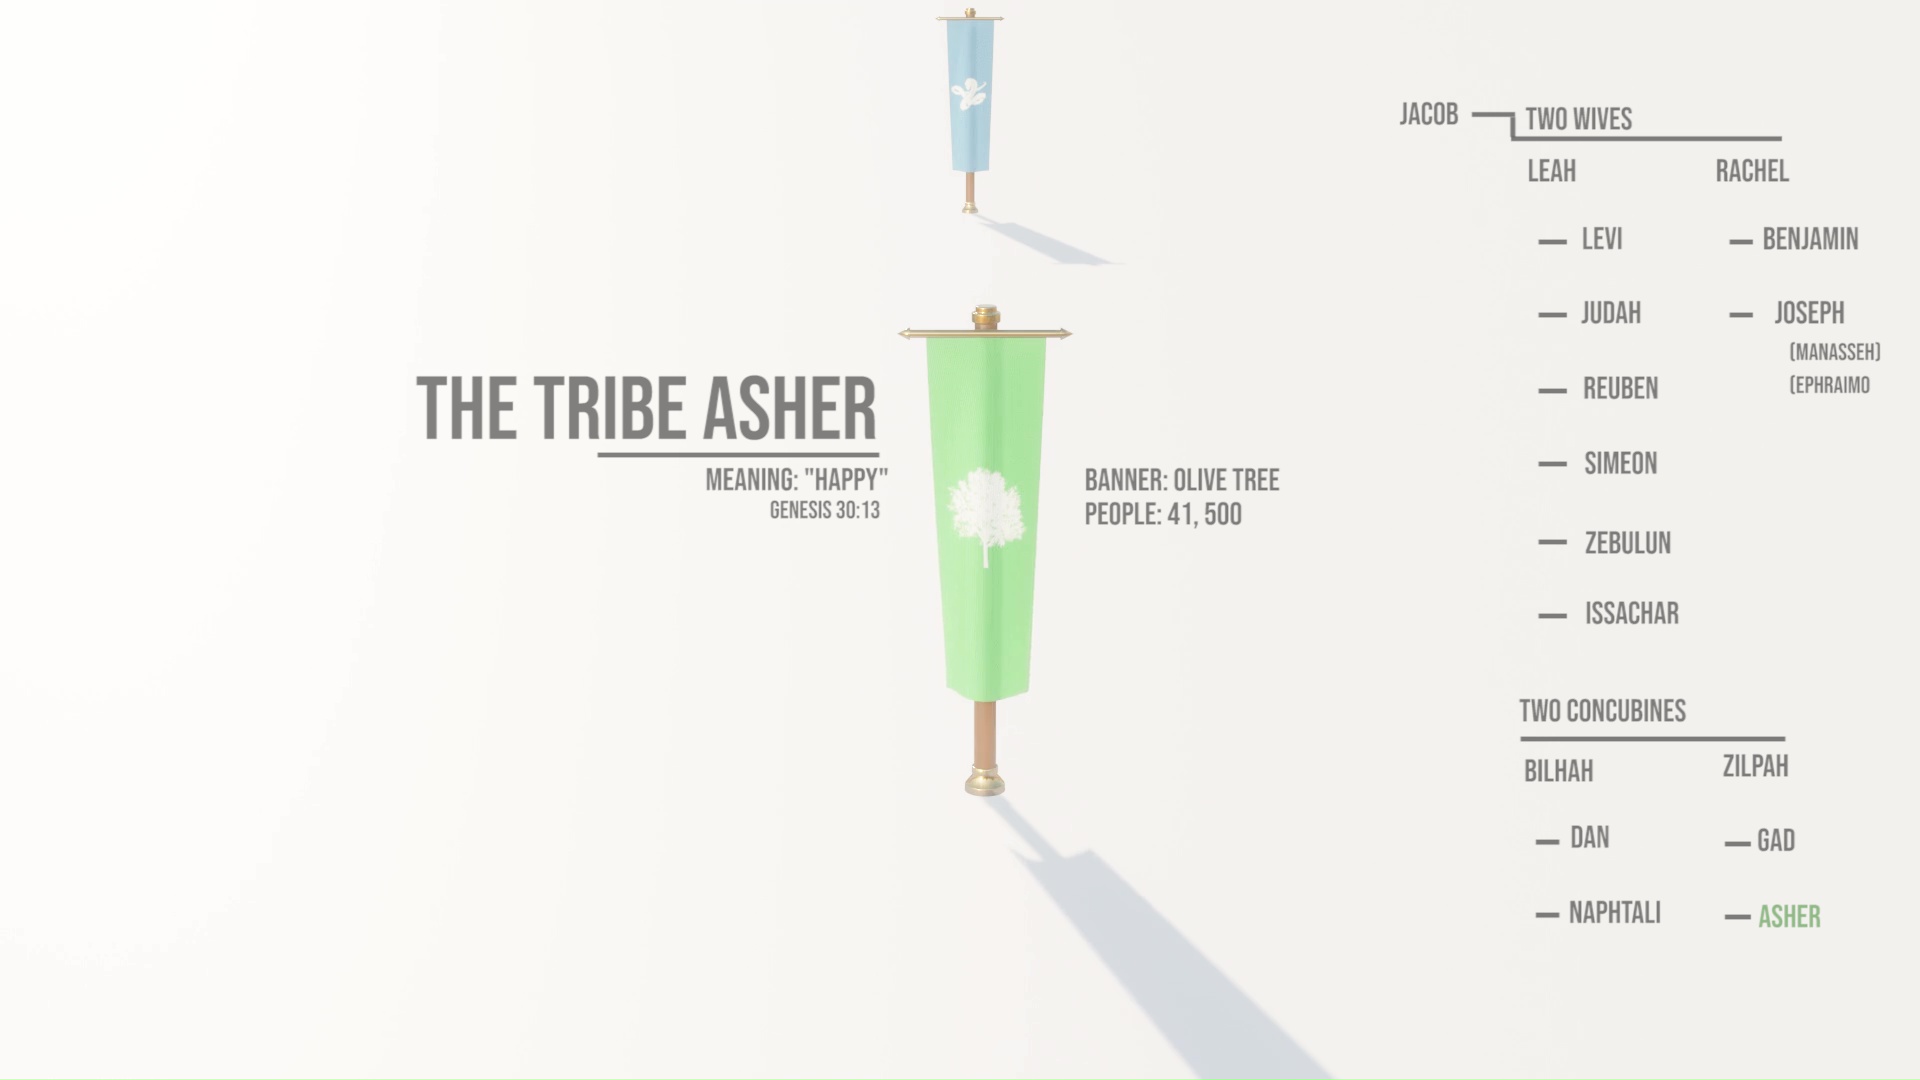 THE TRIBE ASHER
MEANING: "HAPPY"
GENESIS 30:13
BANNER: OLIVE TREE
PEOPLE: 41, 500
JACOB
TWO WIVES
LEAH
RACHEL
LEVI
BENJAMIN
JUDAH
JOSEPH
(MANASSEH)
(EPHRAIMO
REUBEN
SIMEON
ZEBULUN
ISSACHAR
TWO CONCUBINES
BILHAH
ZILPAH
DAN
GAD
NAPHTALI
ASHER